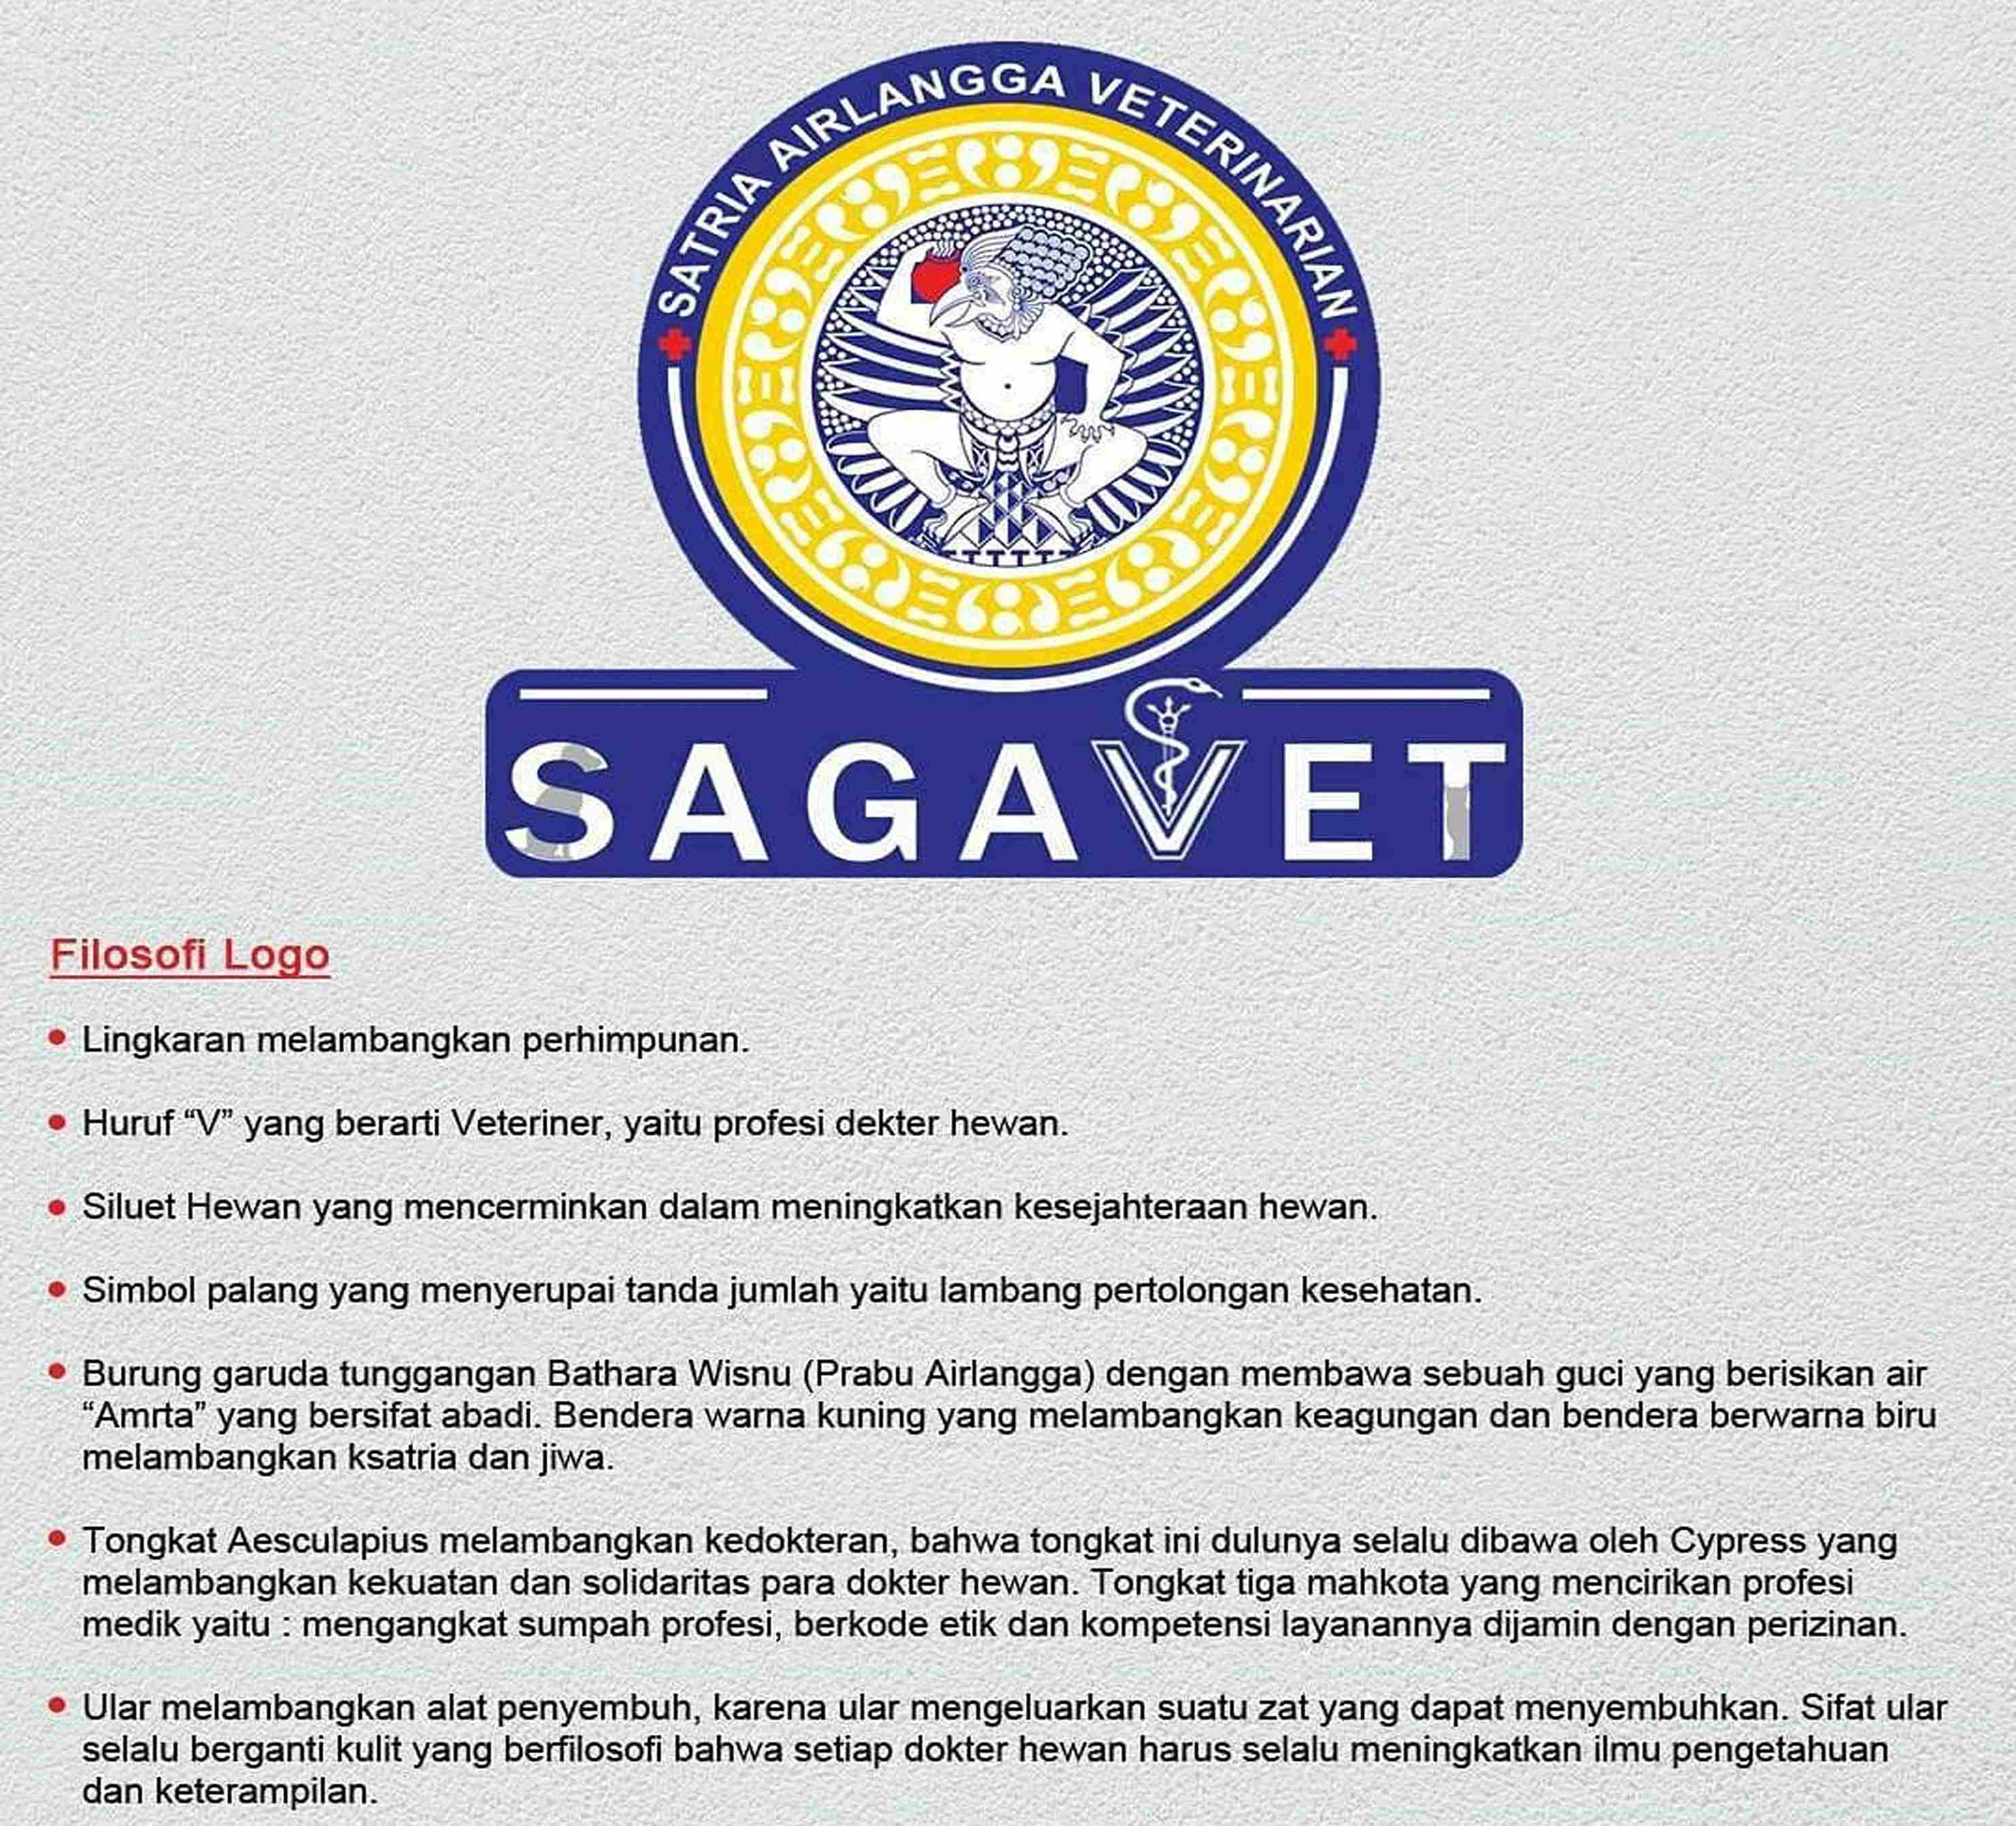 SATRIA AIRLANGGA VETERINARIAN
SAGAVET
Filosofi Logo
• Lingkaran melambangkan perhimpunan.
• Huruf “V” yang berarti Veteriner, yaitu profesi dekter hewan.
• Siluet Hewan yang mencerminkan dalam meningkatkan kesejahteraan hewan.
• Simbol palang yang menyerupai tanda jumlah yaitu lambang pertolongan kesehatan.
• Burung garuda tunggangan Bathara Wisnu (Prabu Airlangga) dengan membawa sebuah guci yang berisikan air
“Amrta” yang bersifat abadi. Bendera warna kuning yang melambangkan keagungan dan bendera berwarna biru
melambangkan ksatria dan jiwa.
• Tongkat Aesculapius melambangkan kedokteran, bahwa tongkat ini dulunya selalu dibawa oleh Cypress yang
melambangkan kekuatan dan solidaritas para dokter hewan. Tongkat tiga mahkota yang mencirikan profesi
medik yaitu : mengangkat sumpah profesi, berkode etik dan kompetensi layanannya dijamin dengan perizinan.
• Ular melambangkan alat penyembuh, karena ular mengeluarkan suatu zat yang dapat menyembuhkan. Sifat ular
selalu berganti kulit yang berfilosofi bahwa setiap dokter hewan harus selalu meningkatkan ilmu pengetahuan
dan keterampilan.